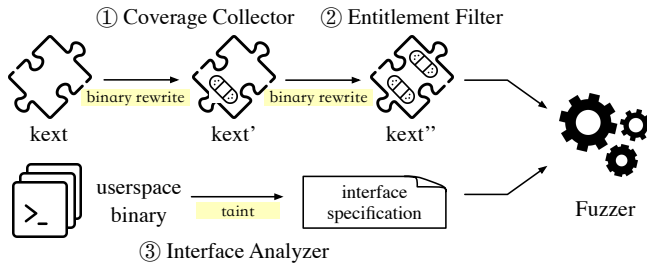 ① Coverage Collector
② Entitlement Filter
binary rewrite
binary rewrite
kext
kext’
kext’’
userspace
binary
taint
interface
specification
Fuzzer
>_
③ Interface Analyzer